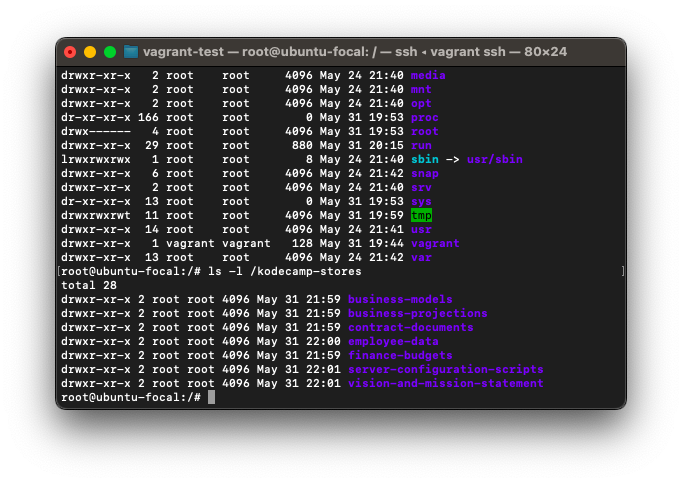 vagrant-test — root@ubuntu-focal: / — ssh ◂ vagrant ssh — 80×24
drwxr-xr-x   2 root    root     4096 May 24 21:40 media
drwxr-xr-x   2 root    root     4096 May 24 21:40 mnt
drwxr-xr-x   2 root    root     4096 May 24 21:40 opt
dr-xr-xr-x 166 root    root        0 May 31 19:53 proc
drwx------   4 root    root     4096 May 31 19:53 root
drwxr-xr-x  29 root    root      880 May 31 20:15 run
lrwxrwxrwx   1 root    root        8 May 24 21:40 sbin -> usr/sbin
drwxr-xr-x   6 root    root     4096 May 24 21:42 snap
drwxr-xr-x   2 root    root     4096 May 24 21:40 srv
dr-xr-xr-x  13 root    root        0 May 31 19:53 sys
drwxrwxrwt  11 root    root     4096 May 31 19:59 tmp
drwxr-xr-x  14 root    root     4096 May 24 21:41 usr
drwxr-xr-x   1 vagrant vagrant   128 May 31 19:44 vagrant
drwxr-xr-x  13 root    root     4096 May 24 21:42 var
[root@ubuntu-focal:/# ls -l /kodecamp-stores ]
total 28
drwxr-xr-x 2 root root 4096 May 31 21:59 business-models
drwxr-xr-x 2 root root 4096 May 31 21:59 business-projections
drwxr-xr-x 2 root root 4096 May 31 21:59 contract-documents
drwxr-xr-x 2 root root 4096 May 31 22:00 employee-data
drwxr-xr-x 2 root root 4096 May 31 21:59 finance-budgets
drwxr-xr-x 2 root root 4096 May 31 22:01 server-configuration-scripts
drwxr-xr-x 2 root root 4096 May 31 22:01 vision-and-mission-statement
root@ubuntu-focal:/#